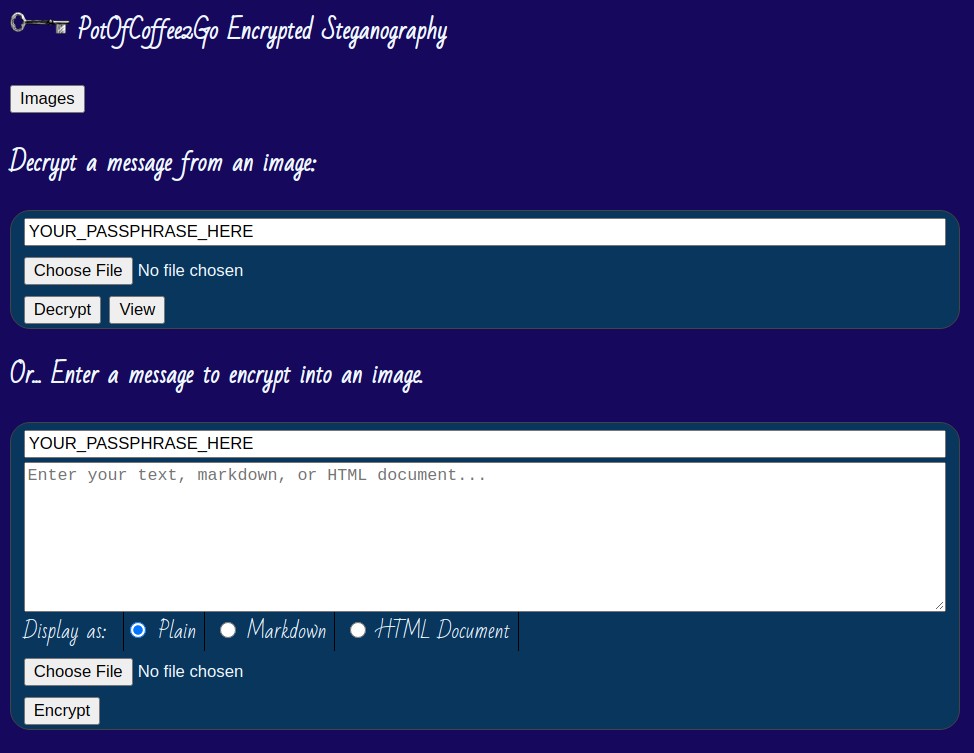 PotOfCoffee2Go Encrypted Steganography
Images
Decrypt a message from an image:
YOUR_PASSPHRASE_HERE
Choose File No file chosen
Decrypt View
Or... Enter a message to encrypt into an image.
YOUR_PASSPHRASE_HERE
Enter your text, markdown, or HTML document...
Display as: Plain Markdown HTML Document
Choose File No file chosen
Encrypt